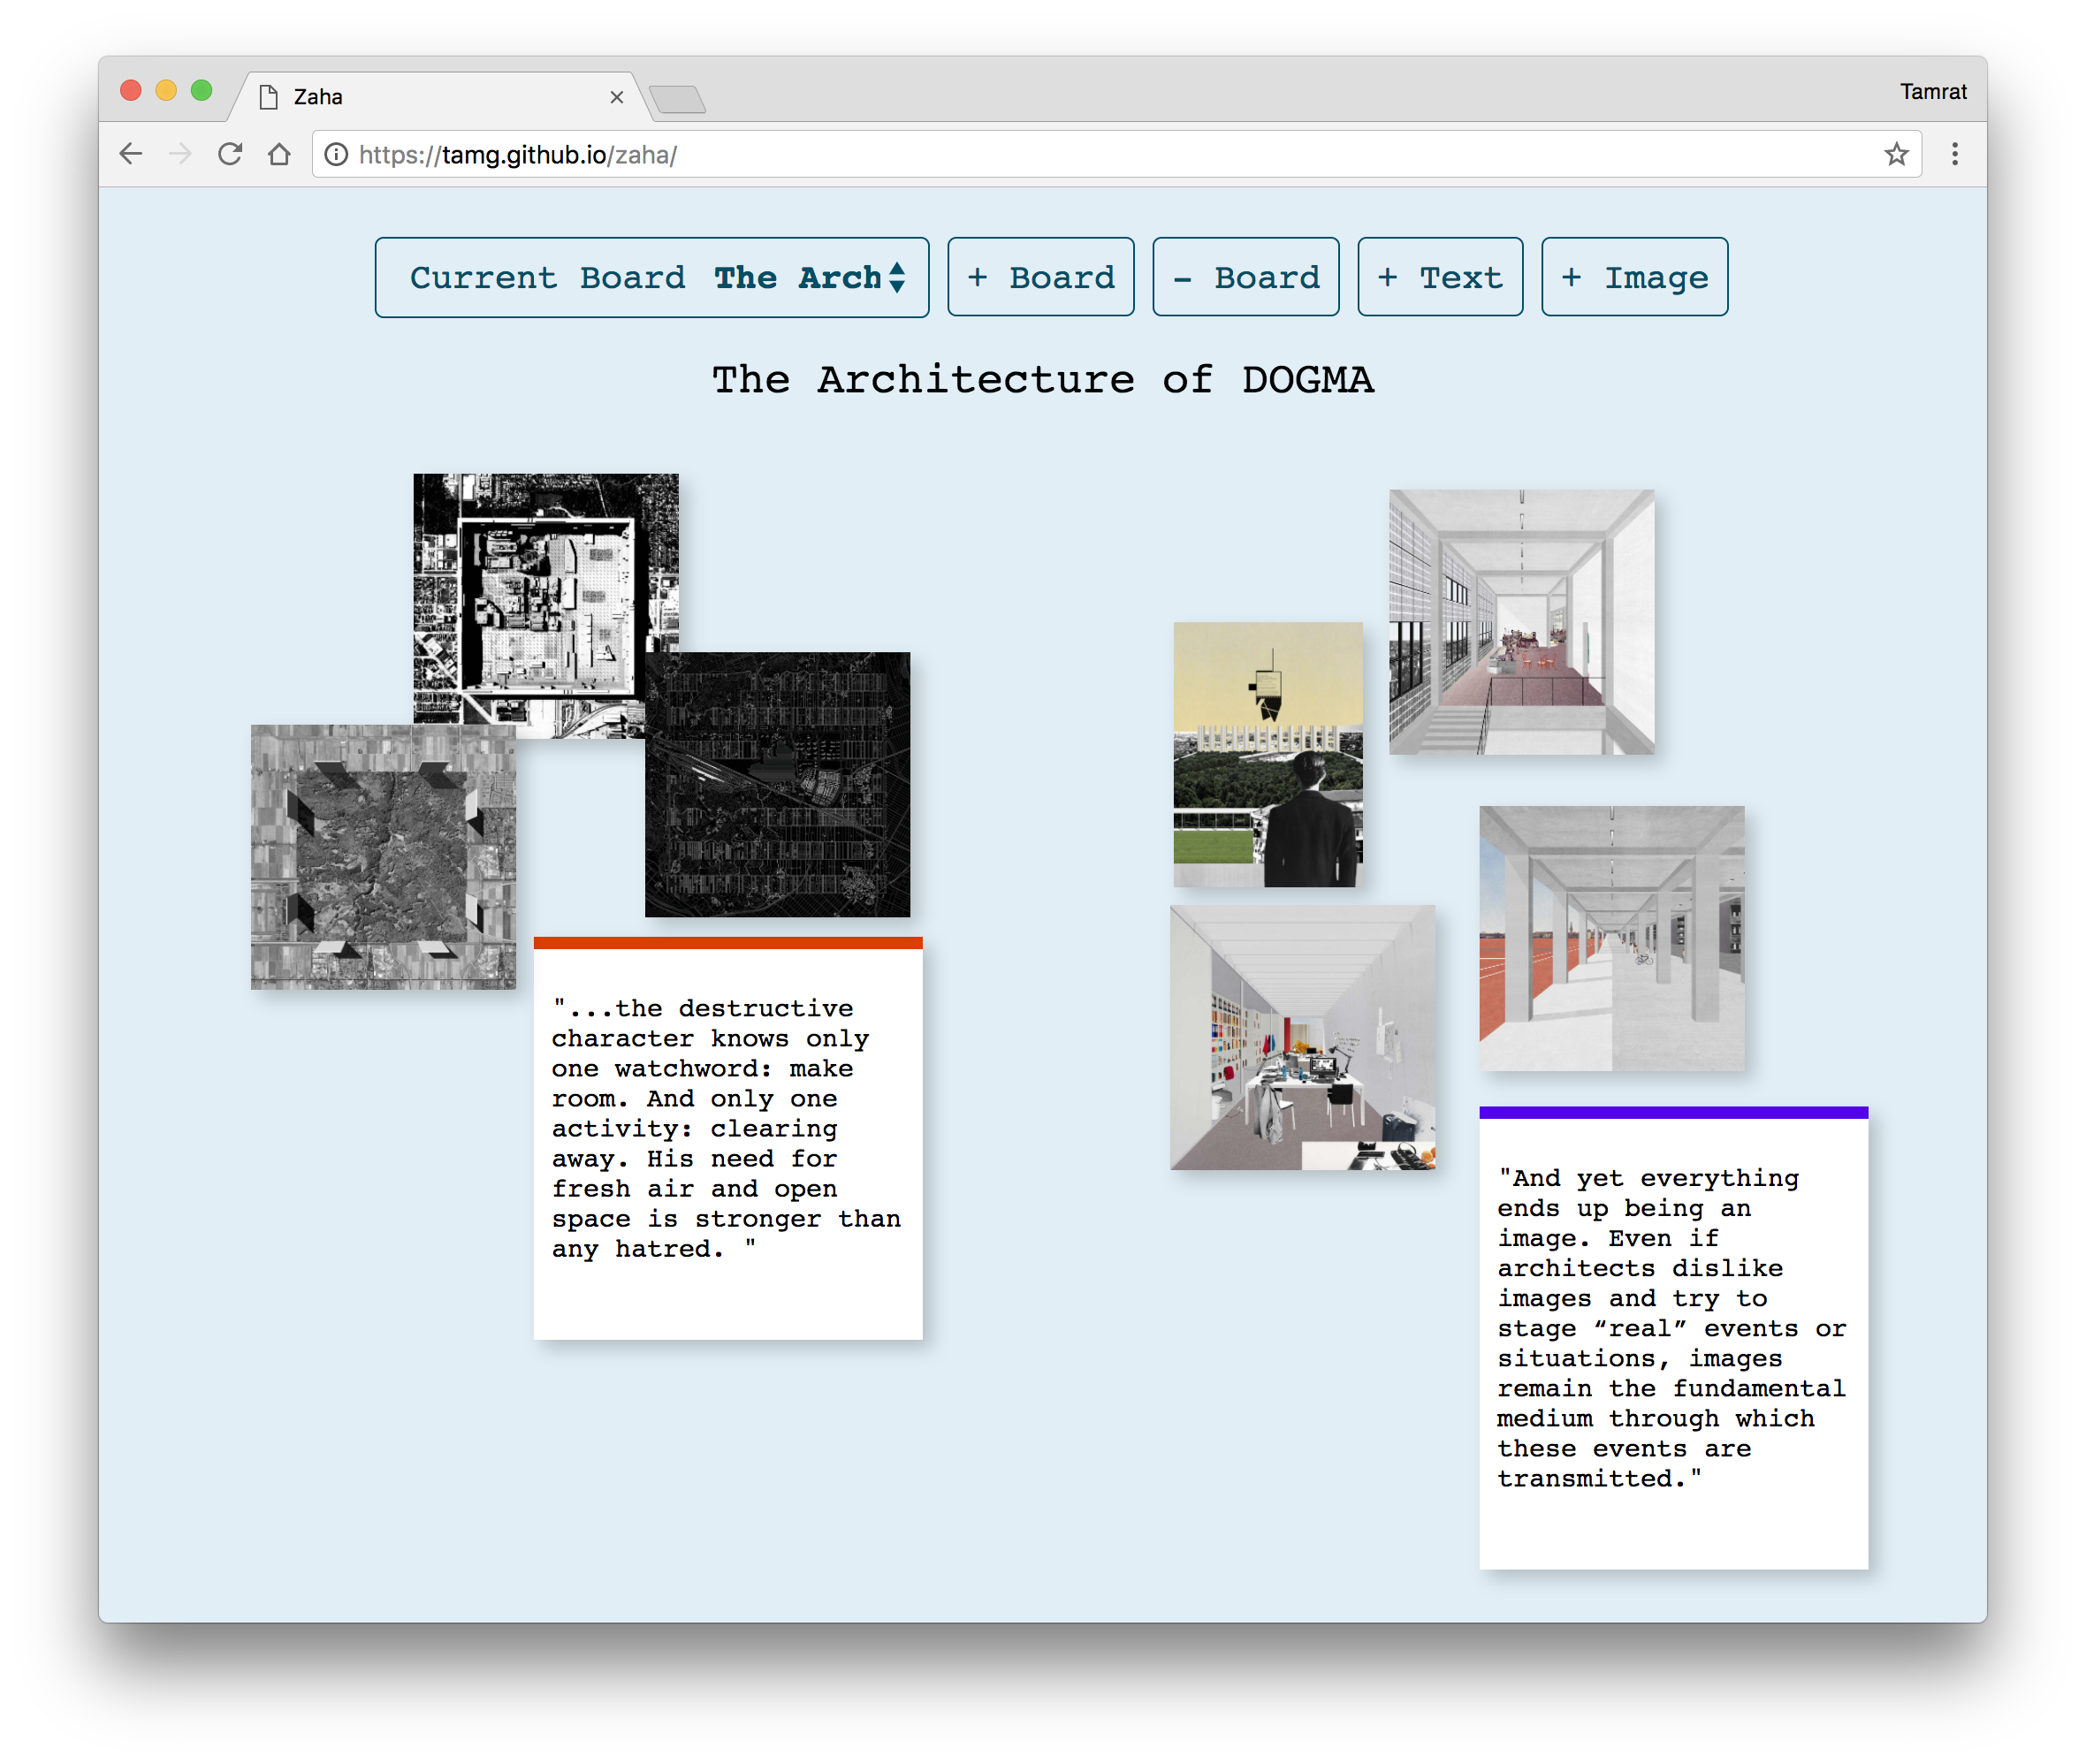 Zaha
Tamrat
https://tamg.github.io/zaha/
Current Board The Arch
+ Board
- Board
+ Text
+ Image
The Architecture of DOGMA
"...the destructive
character knows only
one watchword: make
room. And only one
activity: clearing
away. His need for
fresh air and open
space is stronger than
any hatred. "
"And yet everything
ends up being an
image. Even if
architects dislike
images and try to
stage “real” events or
situations, images
remain the fundamental
medium through which
these events are
transmitted."